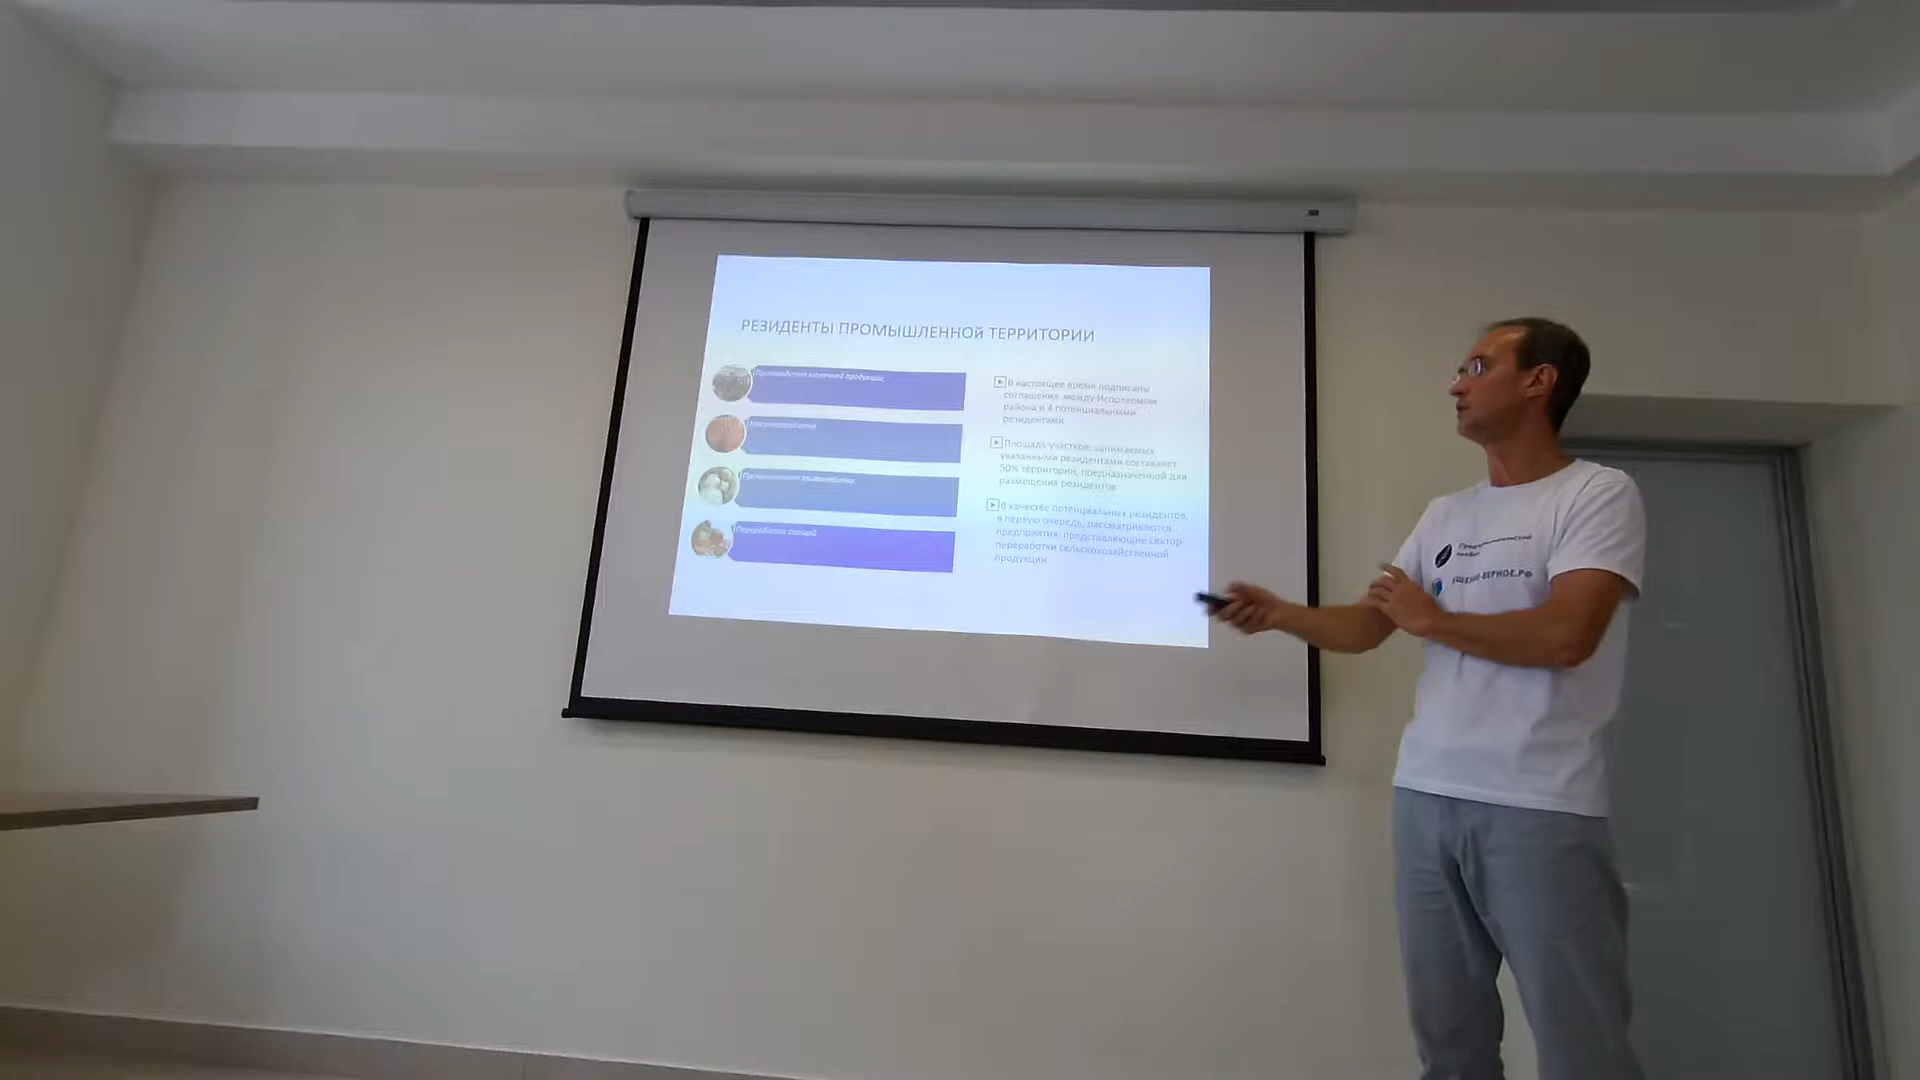 РЕЗИДЕНТЫ ПРОМЫШЛЕННОй ТЕРРИТОРИИ
Производство молочной продукции
Мясопереработка
Переработка овощей
В настоящее время подписаны
соглашения между Исполкомом
района и 4 потенциальными
резидентами
Площадь участков, занимаемых
указанными резидентами составляет
50% территории, предназначенной для
размещения резидентов
В качестве потенциальных резидентов,
в первую очередь, рассматриваются
предприятия, представляющие сектор
переработки сельскохозяйственной
продукции